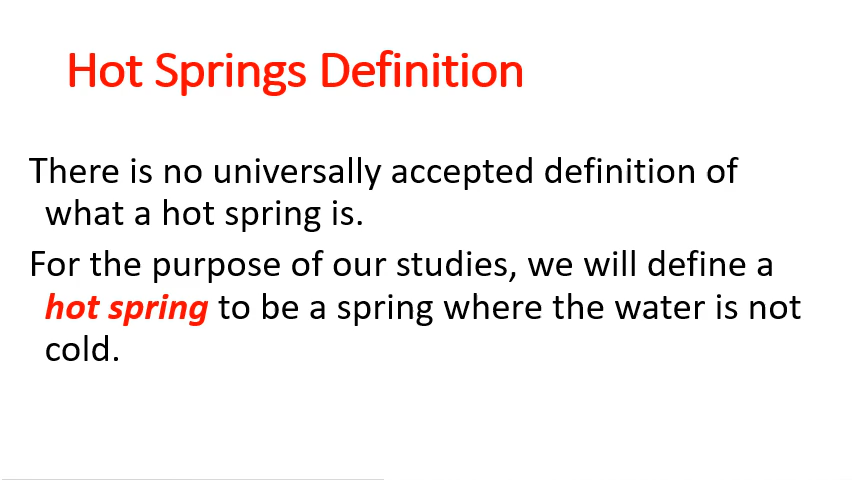 Hot Springs Definition
There is no universally accepted definition of
what a hot spring is.
For the purpose of our studies, we will define a
hot spring to be a spring where the water is not
cold.